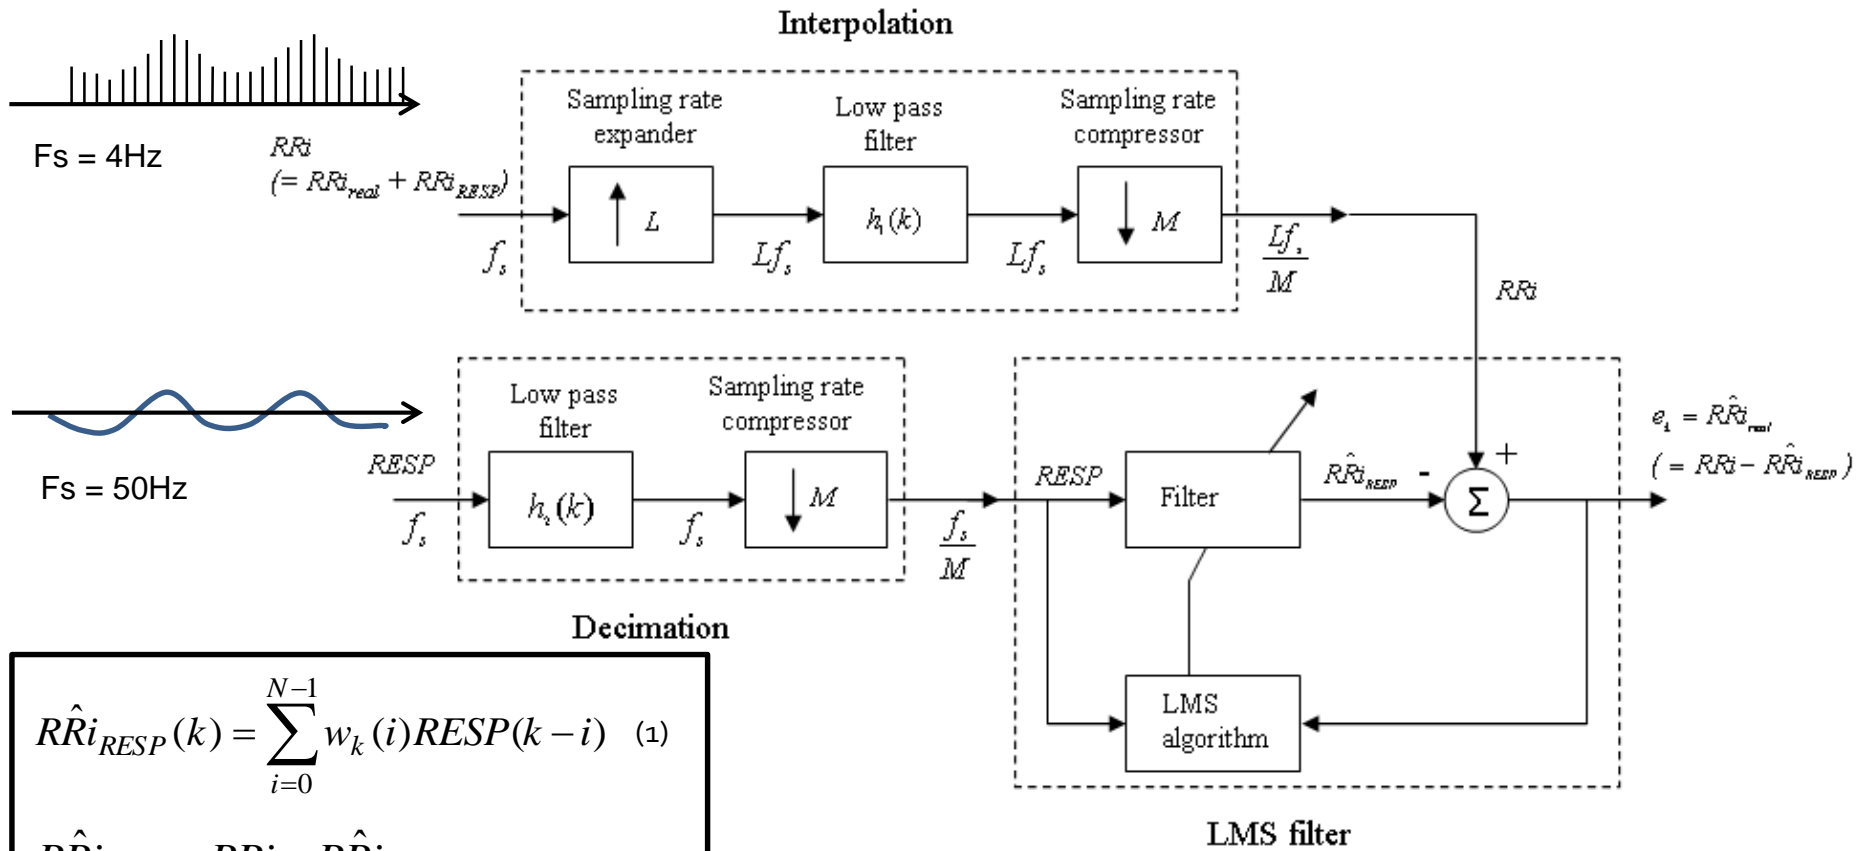 Interpolation
Sampling rate
expander
Low pass
filter
Sampling rate
compressor
Fs = 4Hz
RRi
(= RRi_real + RRi_RESP)
f_s
↑ L
Lf_s
h_1(k)
Lf_s
↓ M
Lf_s
M
RRi
Low pass
filter
Sampling rate
compressor
Fs = 50Hz
RESP
f_s
h_2(k)
f_s
↓ M
f_s
M
RESP
Filter
RR̂i_RESP
-
+
Σ
e_i = RR̂i_real
( = RRi − RR̂i_RESP )
Decimation
LMS
algorithm
LMS filter
RR̂i_RESP(k) = ∑_{i=0}^{N−1} w_k(i)RESP(k − i) (1)